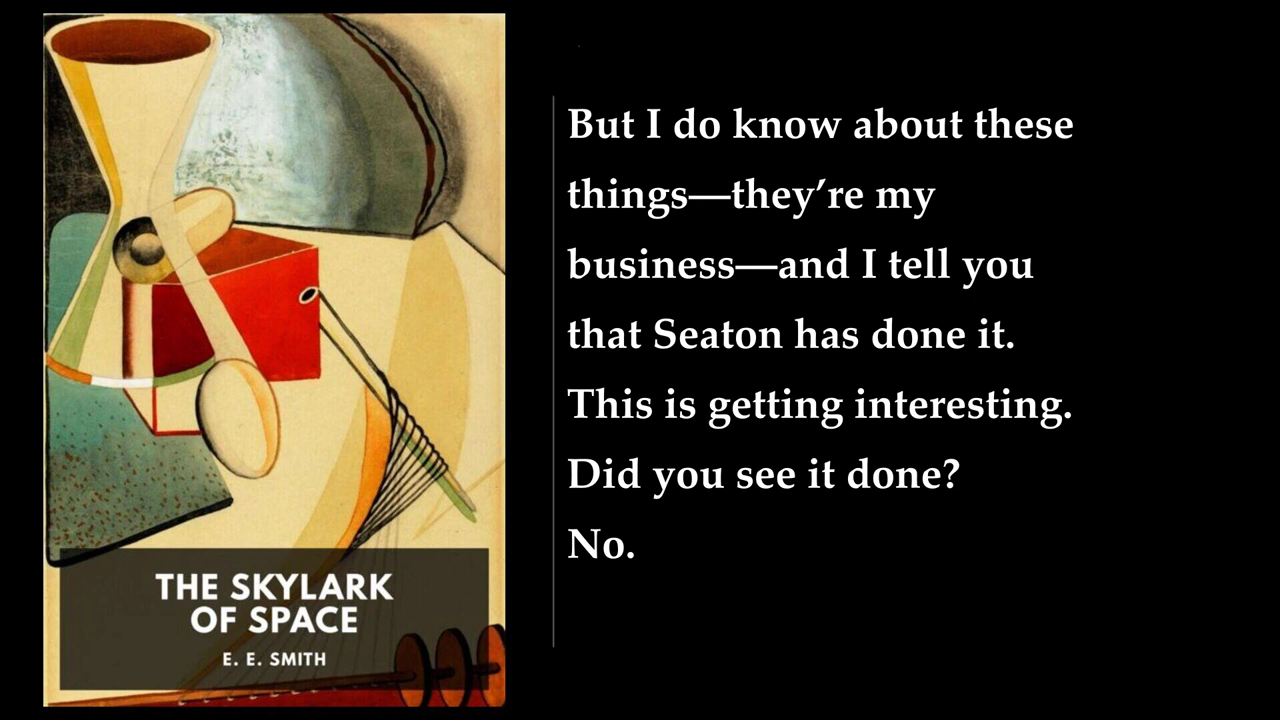 THE SKYLARK
OF SPACE
E. E. SMITH
But I do know about these
things—they’re my
business—and I tell you
that Seaton has done it.
This is getting interesting.
Did you see it done?
No.